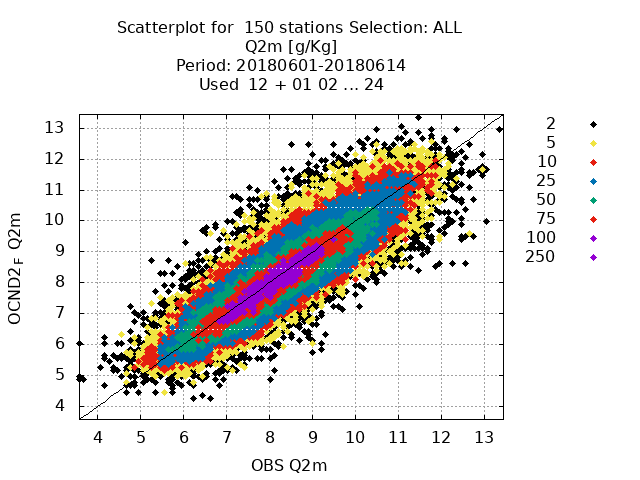 Scatterplot for  150 stations Selection: ALL
Q2m [g/Kg]
Period: 20180601-20180614
Used  12 + 01 02 ... 24
OCND2F Q2m
13
12
11
10
9
8
7
6
5
4
4 5 6 7 8 9 10 11 12 13
OBS Q2m
2
5
10
25
50
75
100
250